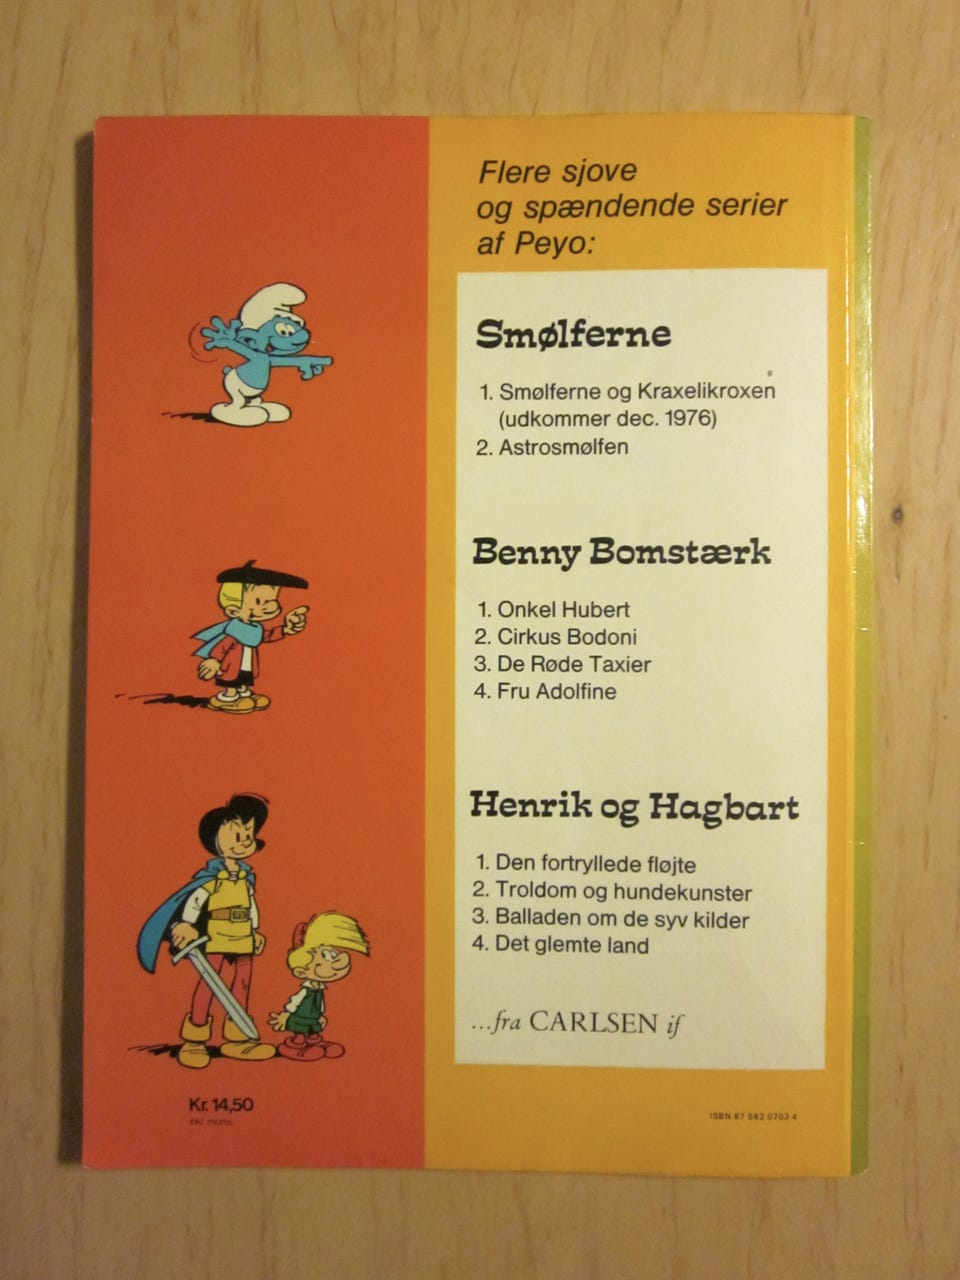 Flere sjove
og spændende serier
af Peyo:
Smølferne
1. Smølferne og Kraxelikroxen
(udkommer dec. 1976)
2. Astrosmølfen
Benny Bomstærk
1. Onkel Hubert
2. Cirkus Bodoni
3. De Røde Taxier
4. Fru Adolfine
Henrik og Hagbart
1. Den fortryllede fløjte
2. Troldom og hundekunster
3. Balladen om de syv kilder
4. Det glemte land
...fra CARLSEN if
Kr. 14,50
inkl. moms
ISBN 87 562 0703 4